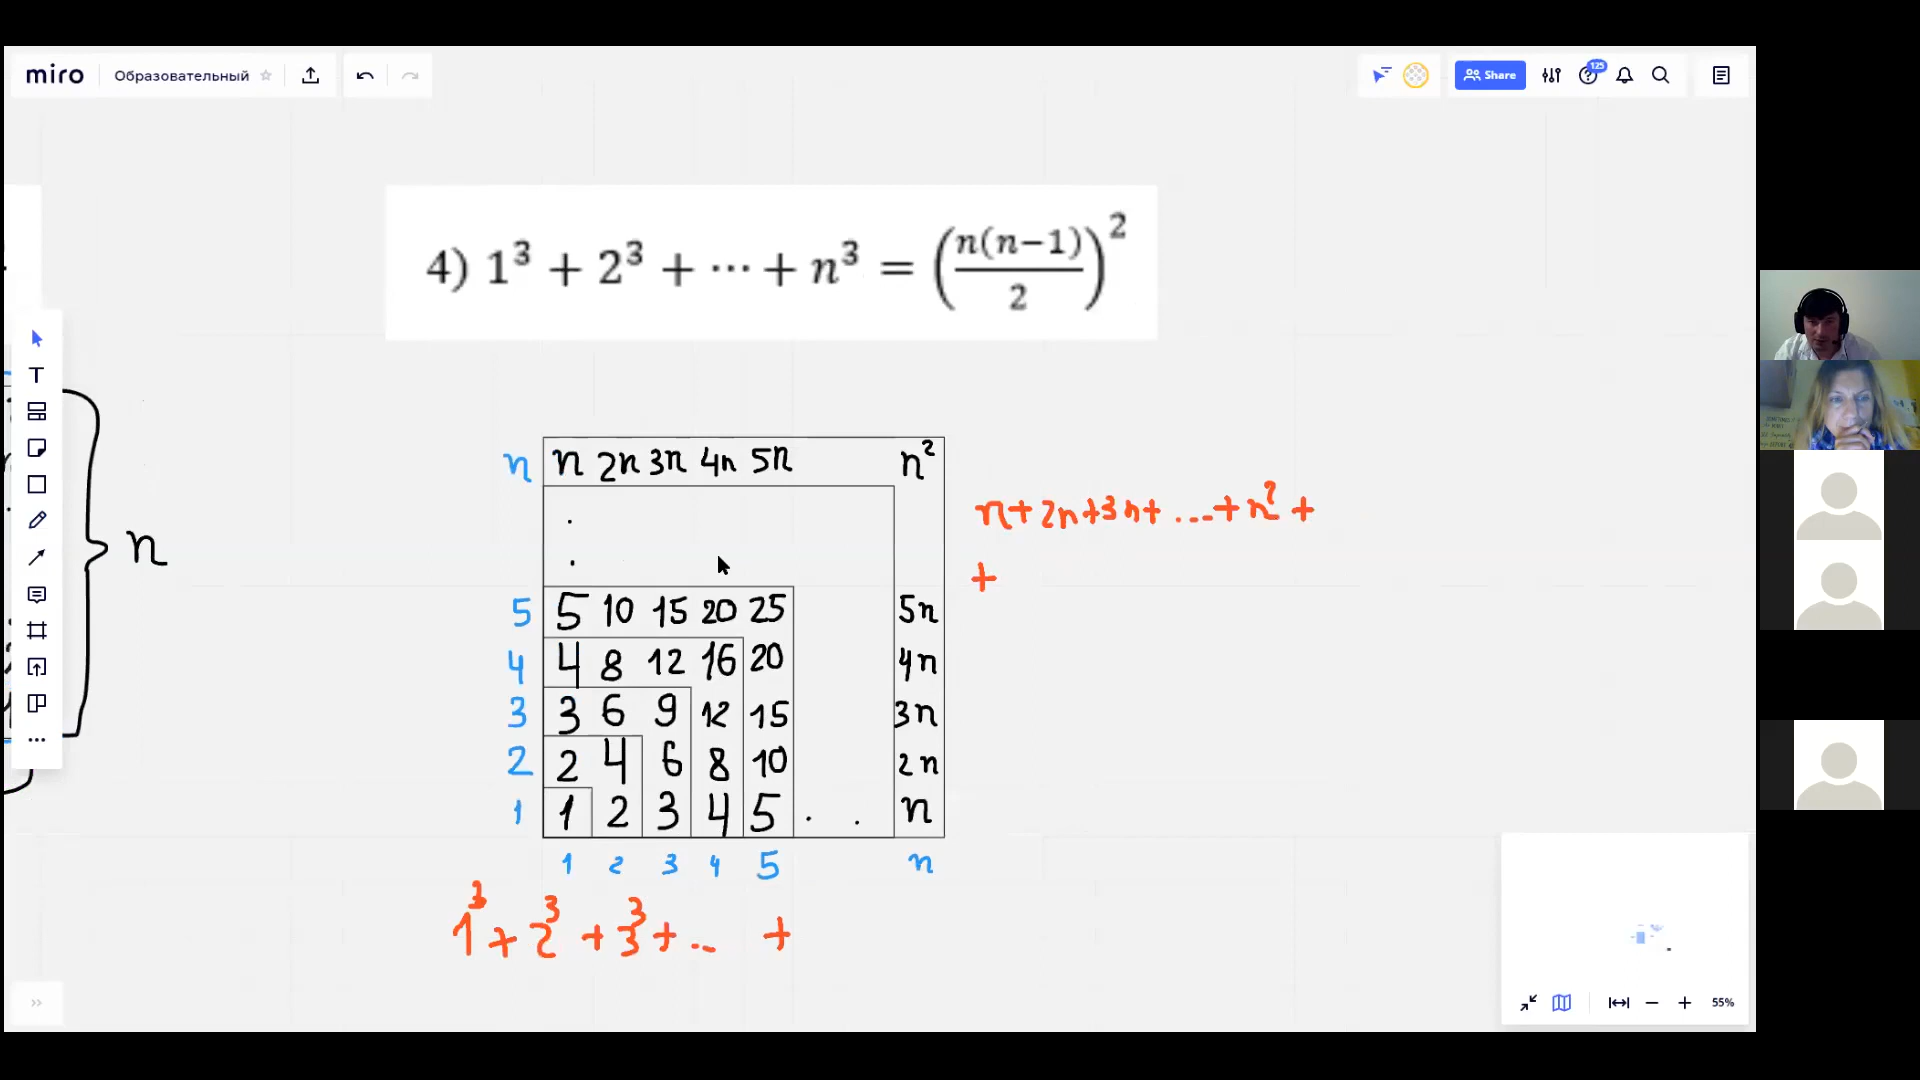 miro Образовательный Share 125
4) 1³ + 2³ + ⋯ + n³ = (n(n−1)/2)²
n n 2n 3n 4n 5n n²
n+2n+3n+...+n²+
.
n
.
+
5 5 10 15 20 25 5n
4 4 8 12 16 20 4n
3 3 6 9 12 15 3n
2 2 4 6 8 10 2n
1 1 2 3 4 5 . . n
1 2 3 4 5 n
1³ + 2³ + 3³ + .. +
55%